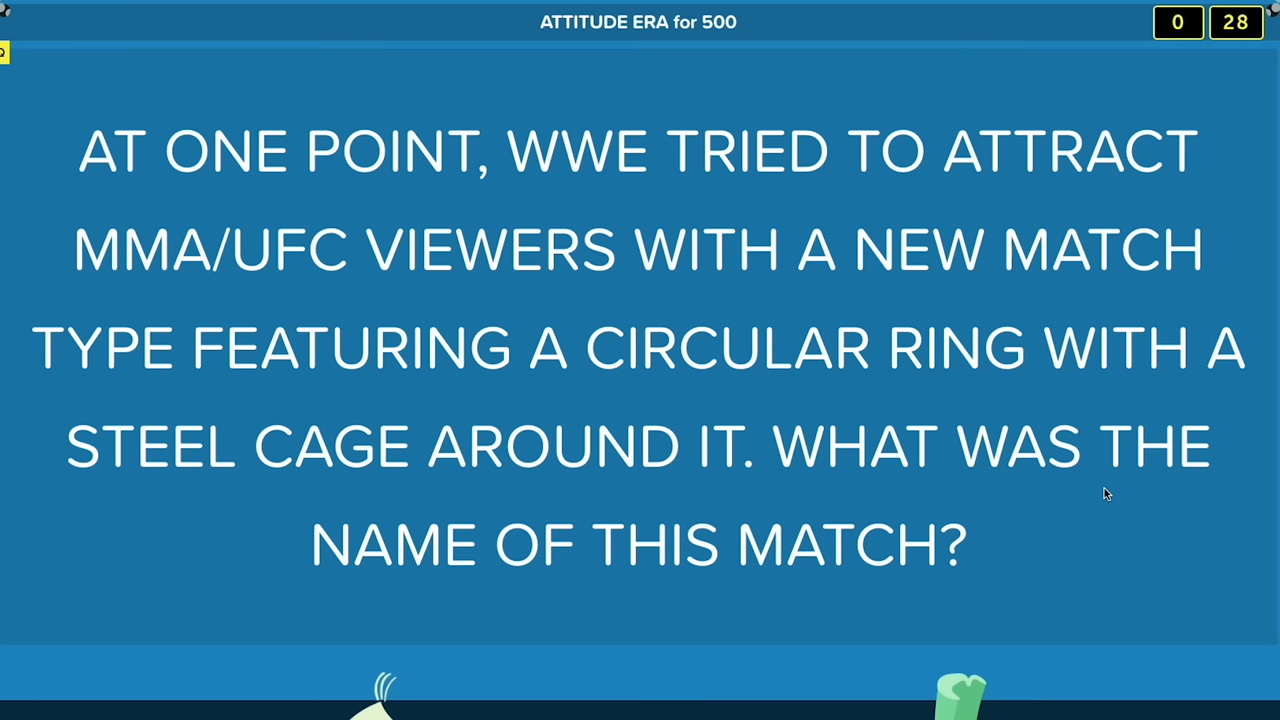 ATTITUDE ERA for 500
0 28
AT ONE POINT, WWE TRIED TO ATTRACT
MMA/UFC VIEWERS WITH A NEW MATCH
TYPE FEATURING A CIRCULAR RING WITH A
STEEL CAGE AROUND IT. WHAT WAS THE
NAME OF THIS MATCH?